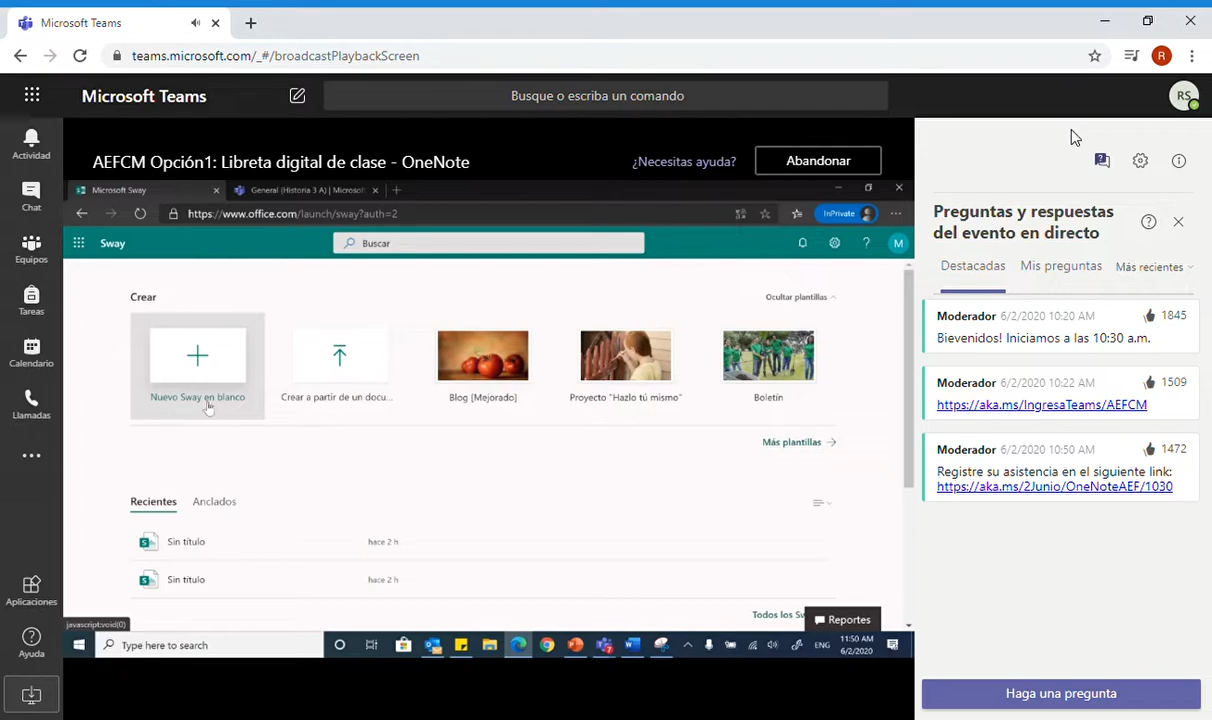 Microsoft Teams
teams.microsoft.com/_#/broadcastPlaybackScreen
R
Microsoft Teams
Busque o escriba un comando
RS
Actividad
Chat
Equipos
Tareas
Calendario
Llamadas
Aplicaciones
Ayuda
AEFCM Opción1: Libreta digital de clase - OneNote
¿Necesitas ayuda?
Abandonar
Microsoft Sway
General (Historia 3 A) | Microsof
https://www.office.com/launch/sway?auth=2
InPrivate
Sway
Buscar
M
Crear
Ocultar plantillas
Nuevo Sway en blanco
Crear a partir de un docu...
Blog [Mejorado]
Proyecto "Hazlo tú mismo"
Boletín
Más plantillas
Recientes
Anclados
Sin título
hace 2 h
Sin título
hace 2 h
Todos los Sw
Reportes
javascript:void(0)
Type here to search
ENG
11:50 AM
6/2/2020
Preguntas y respuestas
del evento en directo
Destacadas
Mis preguntas
Más recientes
Moderador 6/2/2020 10:20 AM
1845
Bievenidos! Iniciamos a las 10:30 a.m.
Moderador 6/2/2020 10:22 AM
1509
https://aka.ms/IngresaTeams/AEFCM
Moderador 6/2/2020 10:50 AM
1472
Registre su asistencia en el siguiente link:
https://aka.ms/2Junio/OneNoteAEF/1030
Haga una pregunta